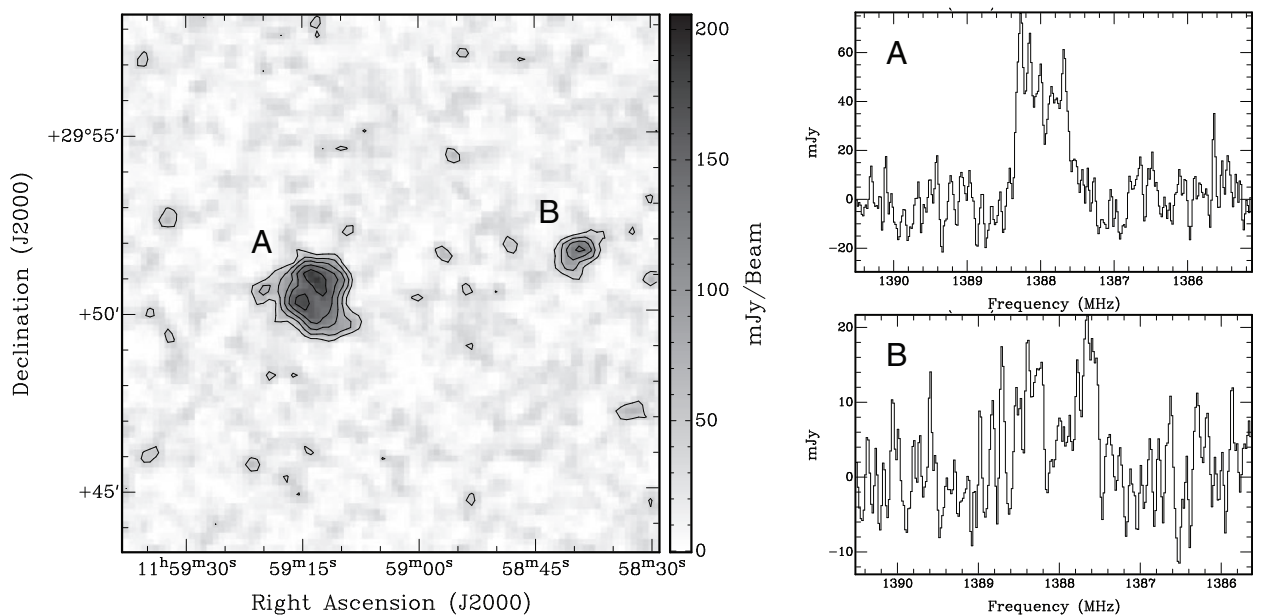 A
B
+29°55′
+50′
+45′
Declination (J2000)
11ʰ59ᵐ30ˢ
59ᵐ15ˢ
59ᵐ00ˢ
58ᵐ45ˢ
58ᵐ30ˢ
Right Ascension (J2000)
200
150
100
50
0
mJy/Beam
A
60
40
20
0
-20
mJy
1390
1389
1388
1387
1386
Frequency (MHz)
B
20
10
0
-10
mJy
1390
1389
1388
1387
1386
Frequency (MHz)